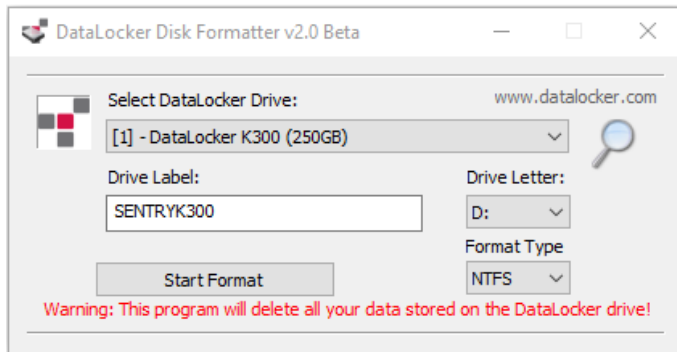 DataLocker Disk Formatter v2.0 Beta
Select DataLocker Drive:
www.datalocker.com
[1] - DataLocker K300 (250GB)
Drive Label:
Drive Letter:
SENTRYK300
D:
Format Type
Start Format
NTFS
Warning: This program will delete all your data stored on the DataLocker drive!